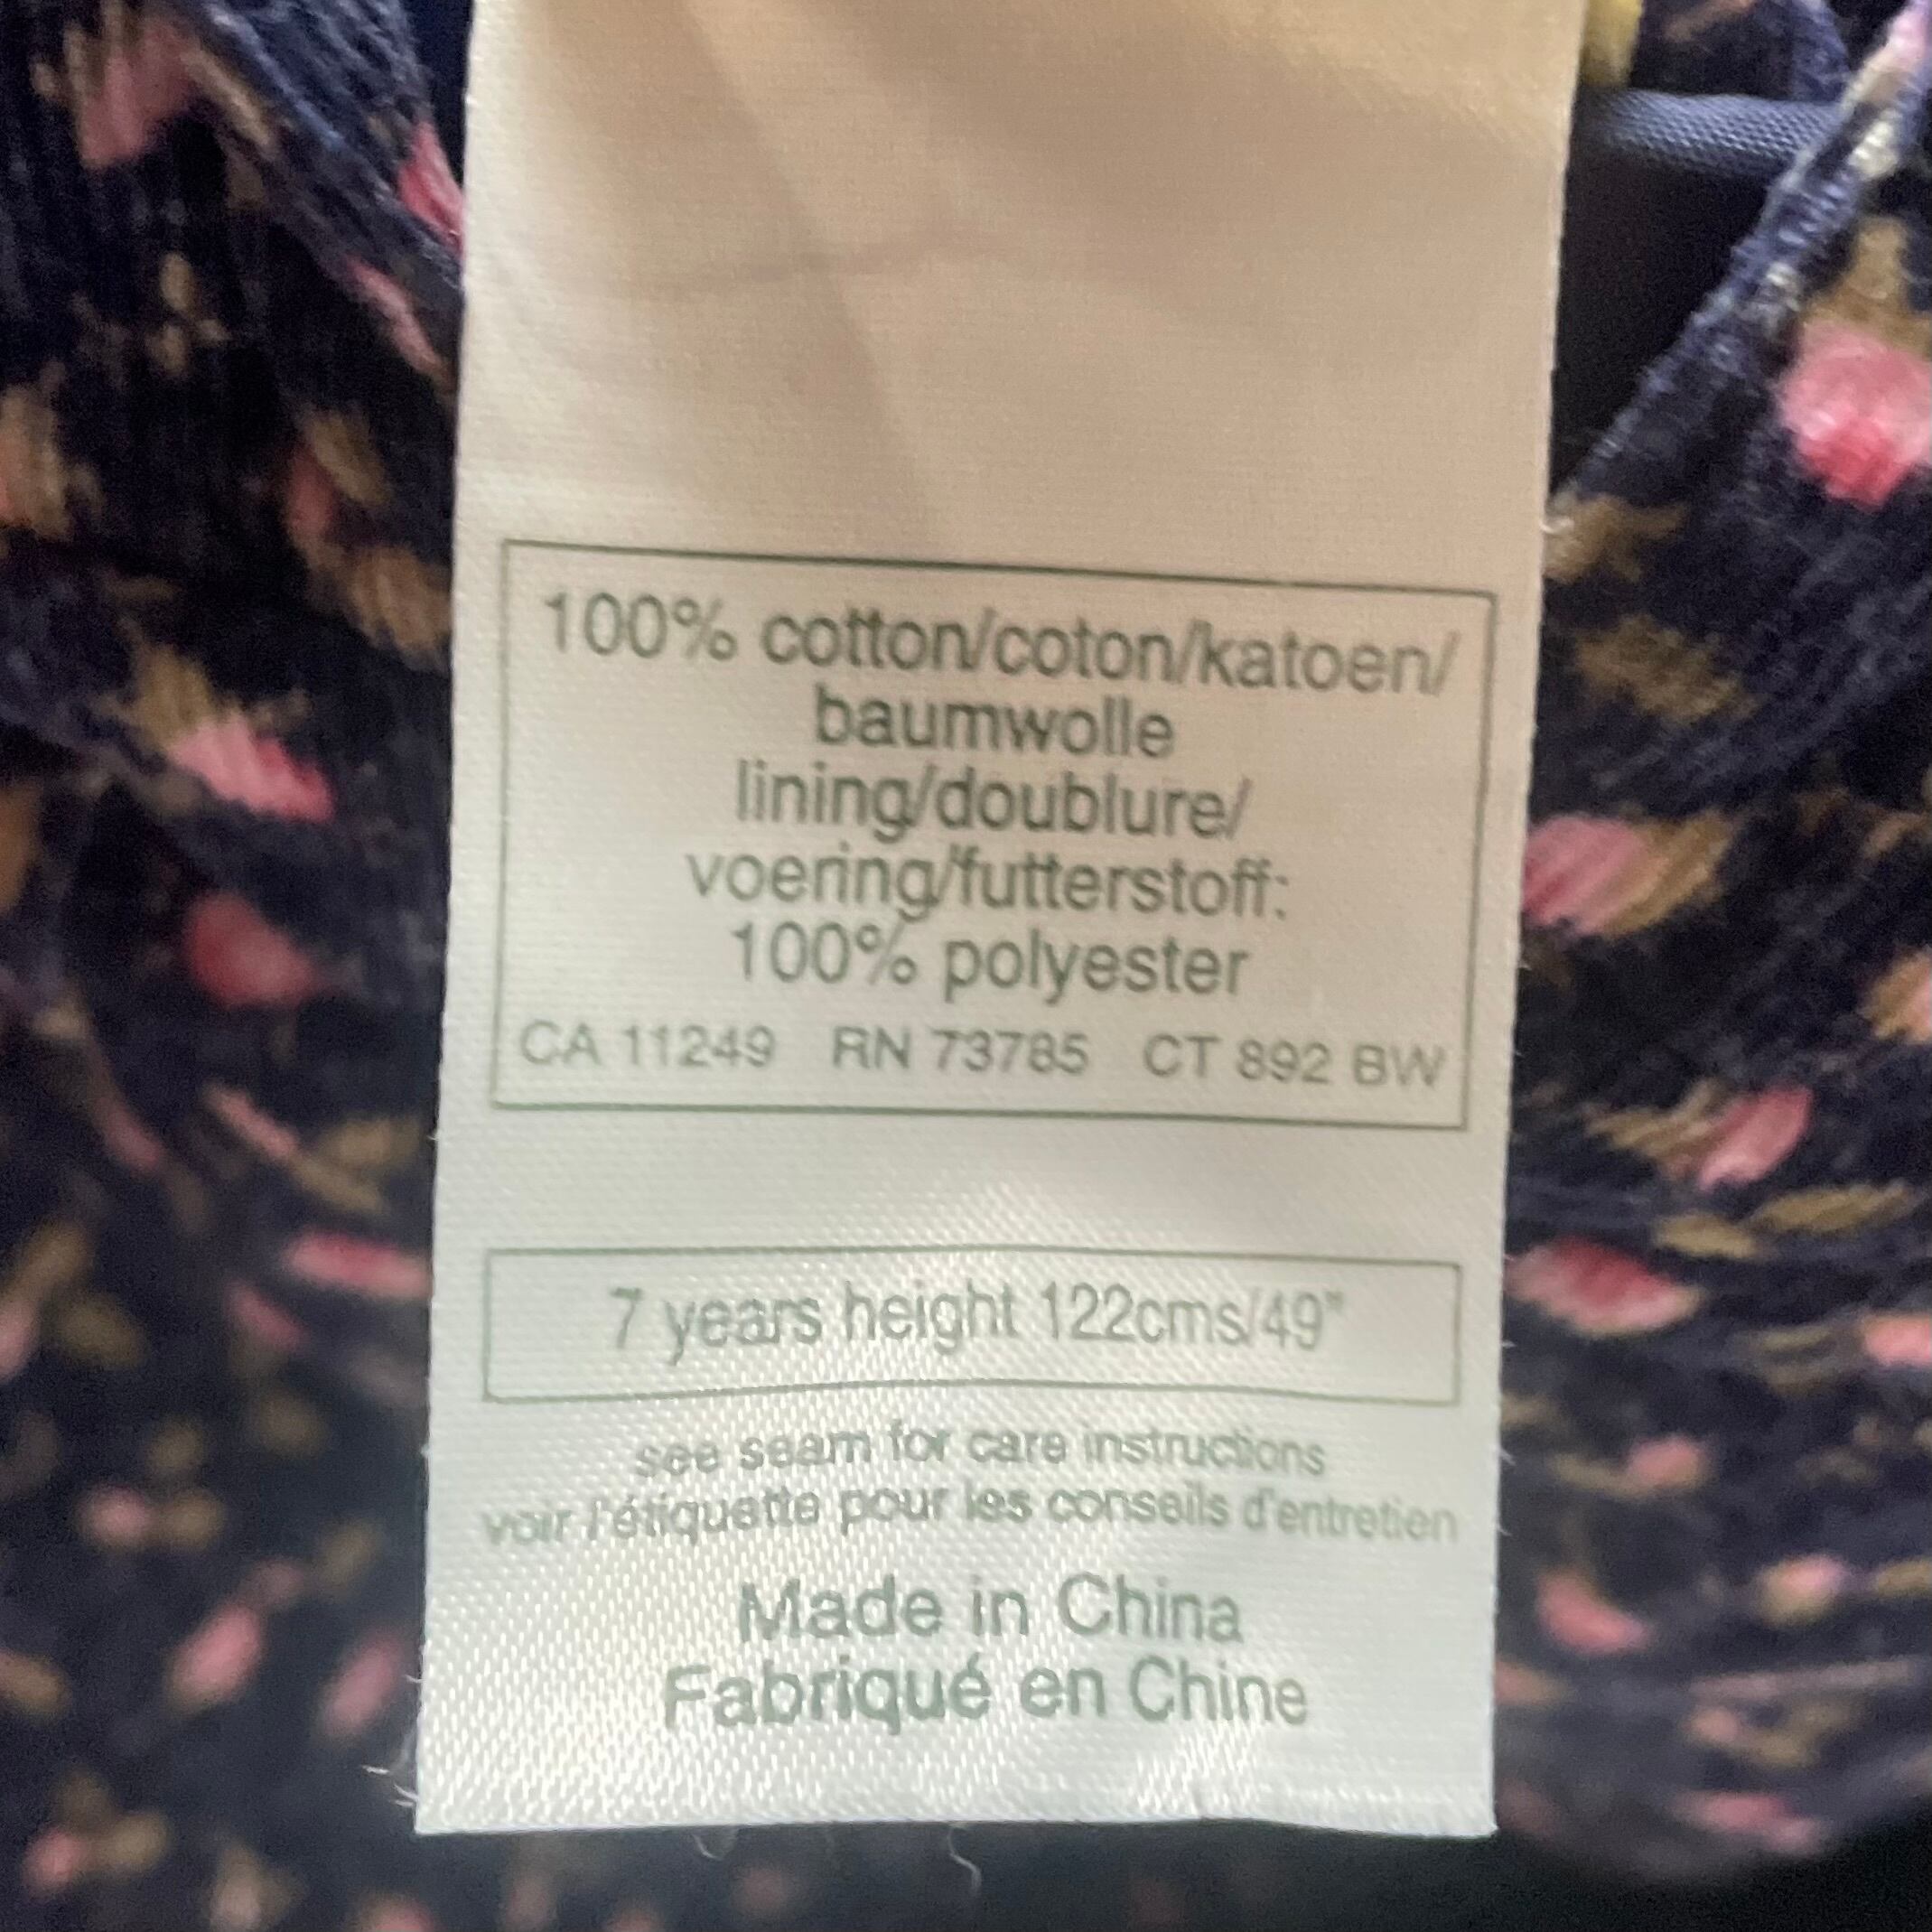 100% cotton/coton/katoen/
baumwolle
lining/doublure/
voering/futterstoff:
100% polyester
CA 11249 RN 73785 CT 892 BW
7 years height 122cms/49"
see seam for care instructions
voir l'étiquette pour les conseils d'entretien
Made in China
Fabriqué en Chine